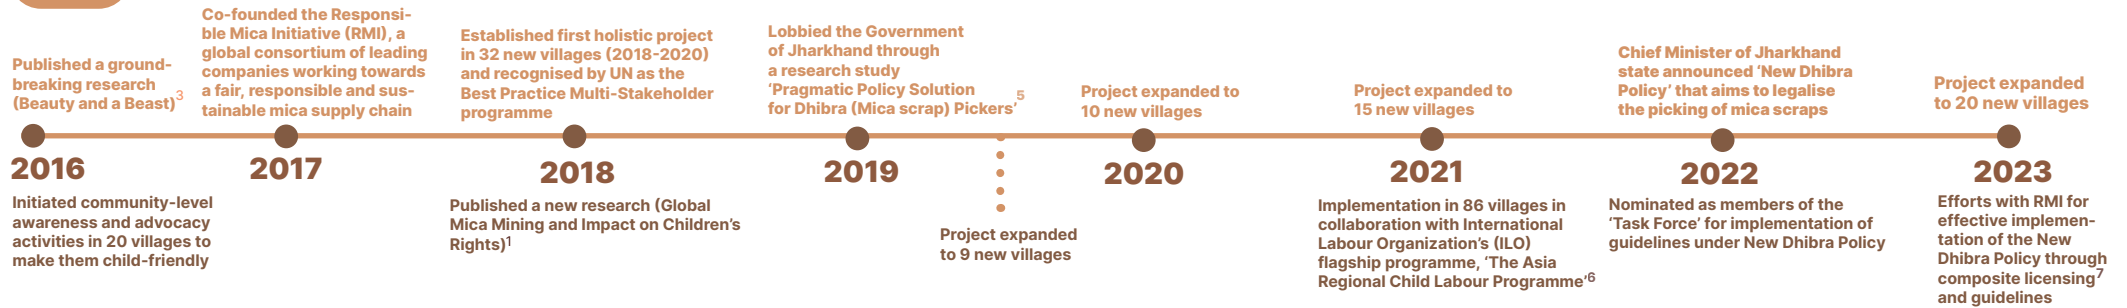 Published a ground-
breaking research
(Beauty and a Beast)3
2016
Initiated community-level
awareness and advocacy
activities in 20 villages to
make them child-friendly
Co-founded the Responsi-
ble Mica Initiative (RMI), a
global consortium of leading
companies working towards
a fair, responsible and sus-
tainable mica supply chain
2017
Established first holistic project
in 32 new villages (2018-2020)
and recognised by UN as the
Best Practice Multi-Stakeholder
programme
2018
Published a new research (Global
Mica Mining and Impact on Children’s
Rights)1
Lobbied the Government
of Jharkhand through
a research study
‘Pragmatic Policy Solution
for Dhibra (Mica scrap) Pickers’5
2019
Project expanded
to 9 new villages
Project expanded to
10 new villages
2020
Project expanded to
15 new villages
2021
Implementation in 86 villages in
collaboration with International
Labour Organization’s (ILO)
flagship programme, ‘The Asia
Regional Child Labour Programme’6
Chief Minister of Jharkhand
state announced ‘New Dhibra
Policy’ that aims to legalise
the picking of mica scraps
2022
Nominated as members of the
‘Task Force’ for implementation of
guidelines under New Dhibra Policy
Project expanded
to 20 new villages
2023
Efforts with RMI for
effective implemen-
tation of the New
Dhibra Policy through
composite licensing7
and guidelines